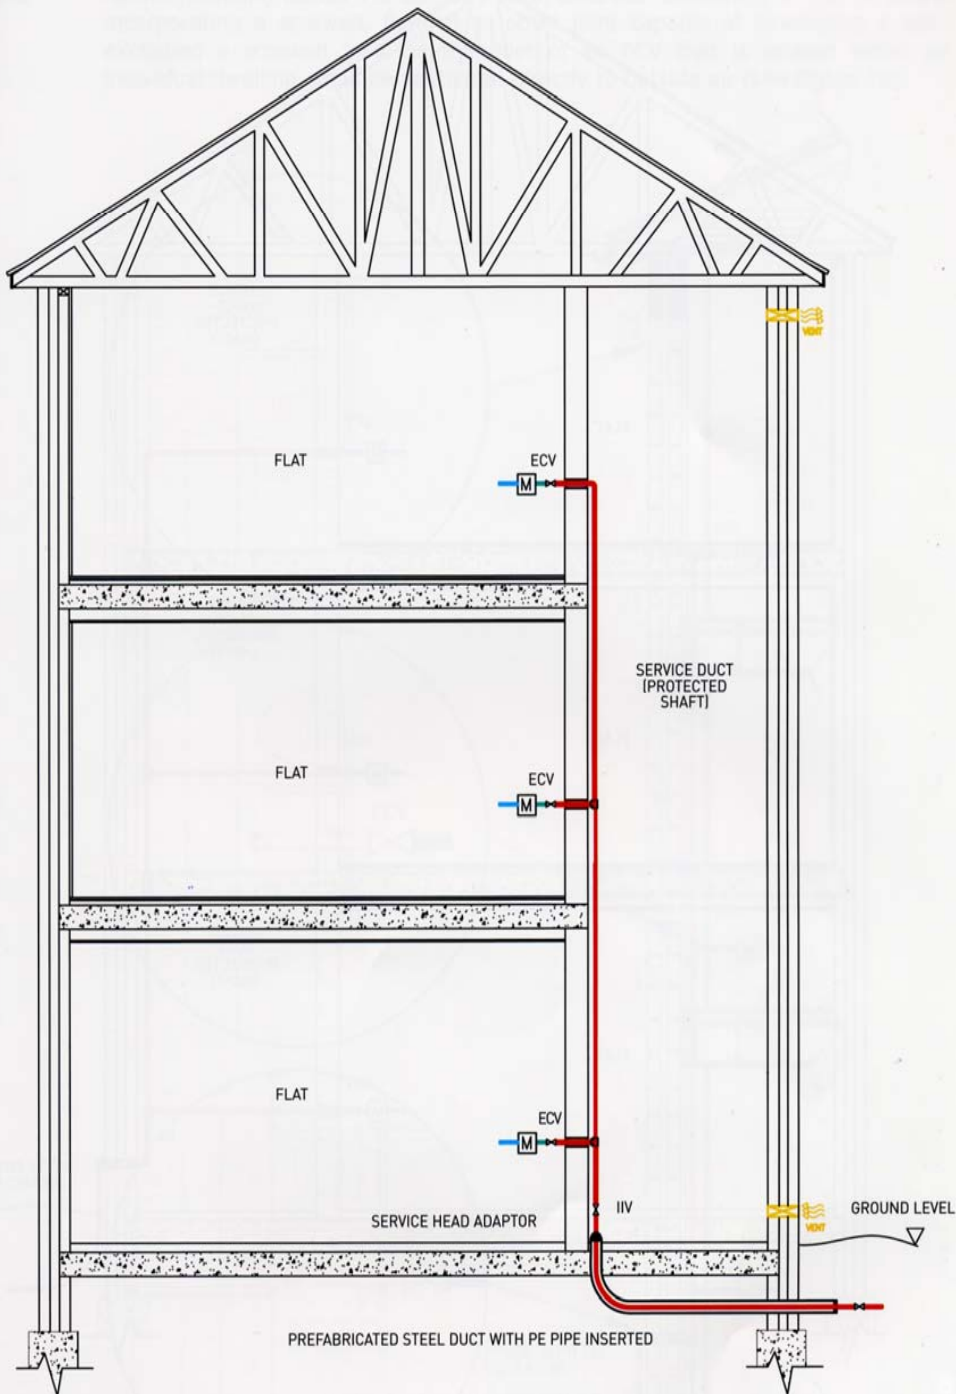 VENT
FLAT
ECV
M
SERVICE DUCT
(PROTECTED
SHAFT)
FLAT
ECV
M
FLAT
ECV
M
IIV
SERVICE HEAD ADAPTOR
VENT
GROUND LEVEL
PREFABRICATED STEEL DUCT WITH PE PIPE INSERTED